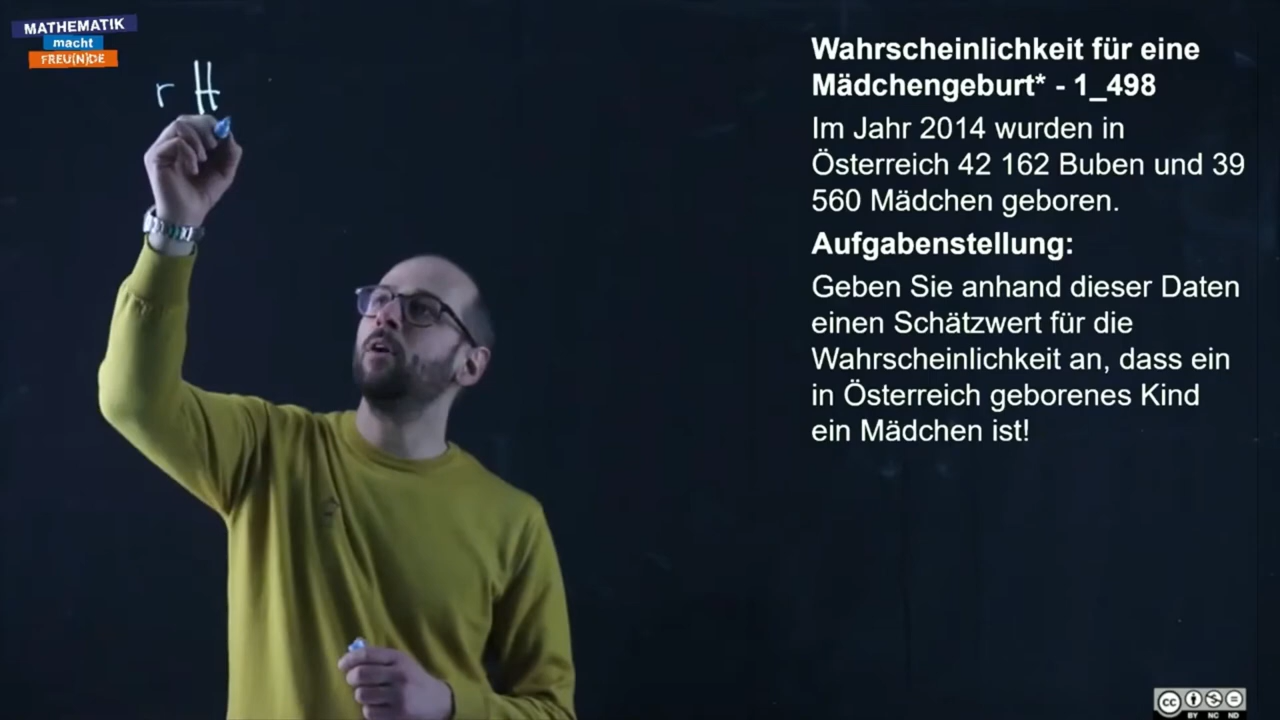 MATHEMATIK
macht
FREU(N)DE
r H
Wahrscheinlichkeit für eine
Mädchengeburt* - 1_498
Im Jahr 2014 wurden in
Österreich 42 162 Buben und 39
560 Mädchen geboren.
Aufgabenstellung:
Geben Sie anhand dieser Daten
einen Schätzwert für die
Wahrscheinlichkeit an, dass ein
in Österreich geborenes Kind
ein Mädchen ist!
cc
BY NC ND